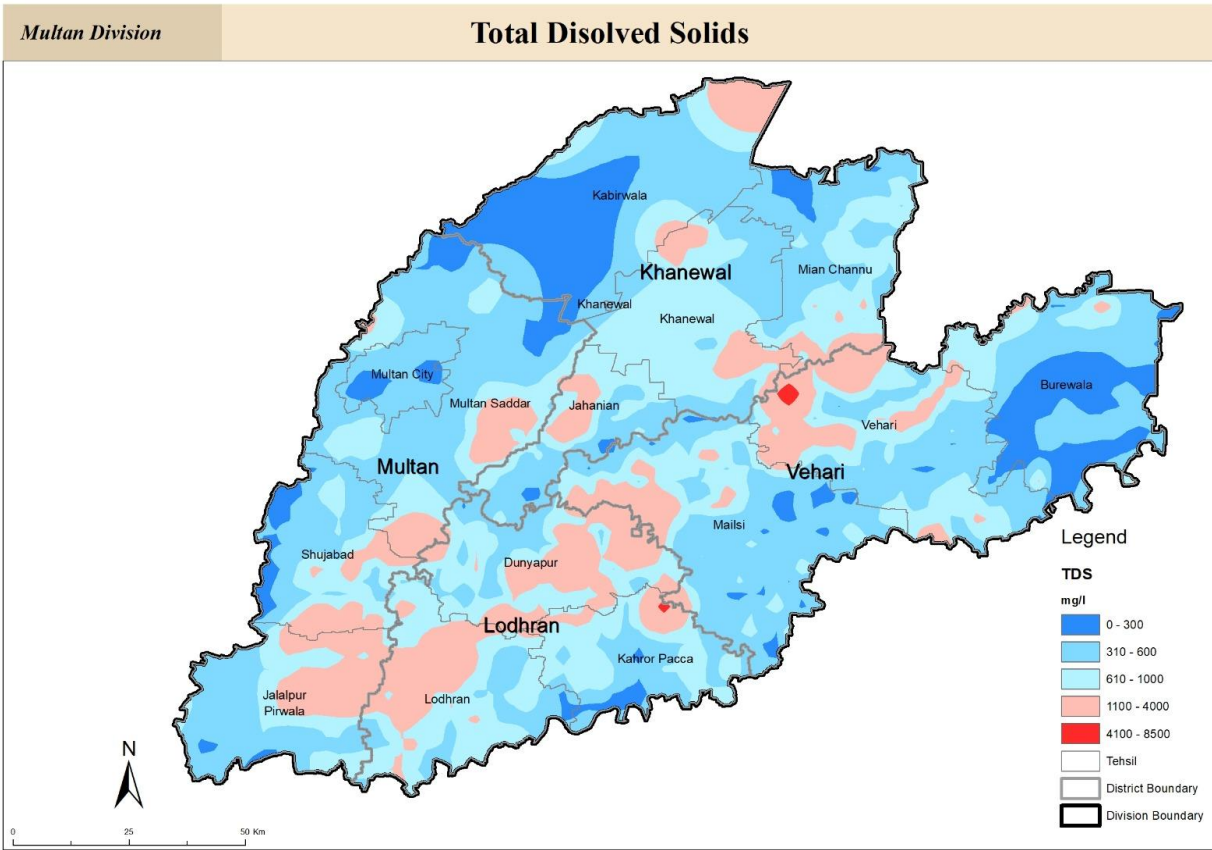 Multan Division
Total Disolved Solids
Kabirwala
Khanewal
Mian Channu
Khanewal
Khanewal
Multan City
Burewala
Multan Saddar
Jahanian
Vehari
Multan
Vehari
Mailsi
Shujabad
Dunyapur
Lodhran
Kahror Pacca
Jalalpur
Pirwala
Lodhran
Legend
TDS
mg/l
0 - 300
310 - 600
610 - 1000
1100 - 4000
4100 - 8500
Tehsil
District Boundary
Division Boundary
N
0 25 50 Km